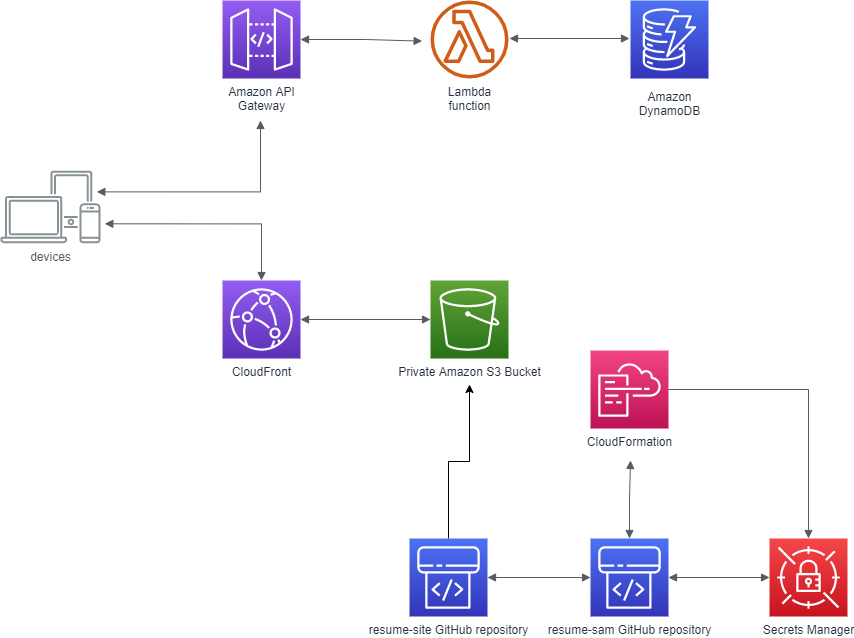 Amazon API
Gateway
Lambda
function
Amazon
DynamoDB
devices
CloudFront
Private Amazon S3 Bucket
CloudFormation
resume-site GitHub repository
resume-sam GitHub repository
Secrets Manager